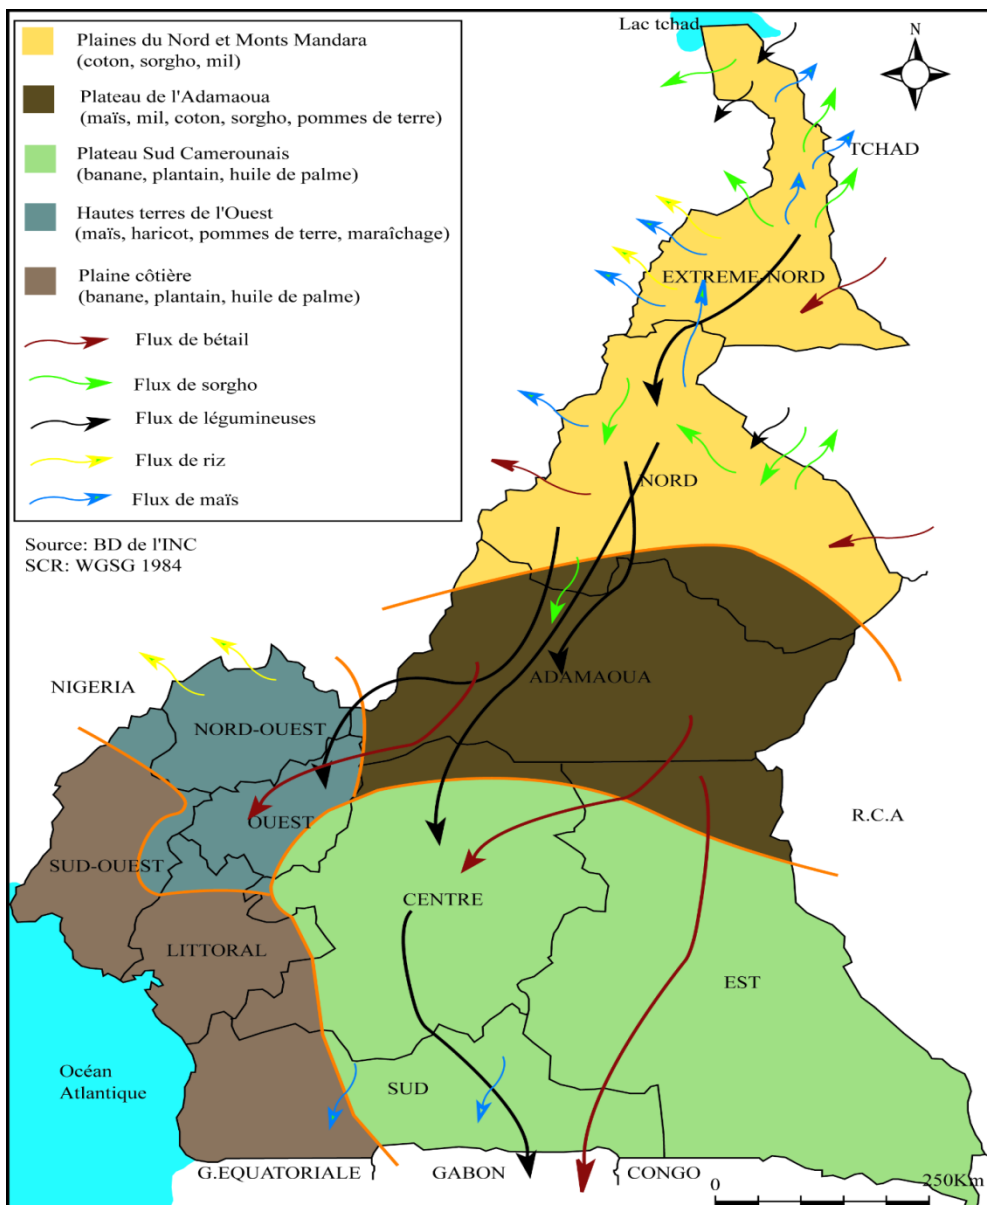 Plaines du Nord et Monts Mandara
(coton, sorgho, mil)
Plateau de l'Adamaoua
(maïs, mil, coton, sorgho, pommes de terre)
Plateau Sud Camerounais
(banane, plantain, huile de palme)
Hautes terres de l'Ouest
(maïs, haricot, pommes de terre, maraîchage)
Plaine côtière
(banane, plantain, huile de palme)
Flux de bétail
Flux de sorgho
Flux de légumineuses
Flux de riz
Flux de maïs
Source: BD de l'INC
SCR: WGSG 1984
Lac tchad
N
TCHAD
EXTREME-NORD
NORD
ADAMAOUA
NIGERIA
NORD-OUEST
OUEST
SUD-OUEST
R.C.A
CENTRE
LITTORAL
EST
Océan
Atlantique
SUD
G.EQUATORIALE
GABON
CONGO
0
250Km